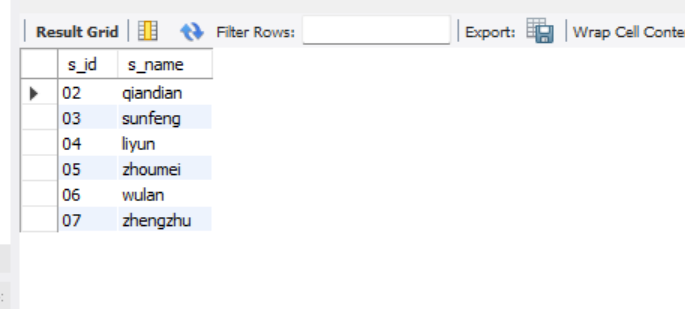 Result Grid Filter Rows: Export: Wrap Cell Conte
s_id s_name
02 qiandian
03 sunfeng
04 liyun
05 zhoumei
06 wulan
07 zhengzhu
: